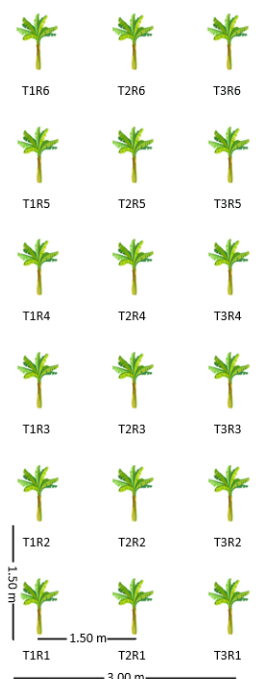 T1R6 T2R6 T3R6
T1R5 T2R5 T3R5
T1R4 T2R4 T3R4
T1R3 T2R3 T3R3
T1R2 T2R2 T3R2
1.50 m
1.50 m
T1R1 T2R1 T3R1
3.00 m